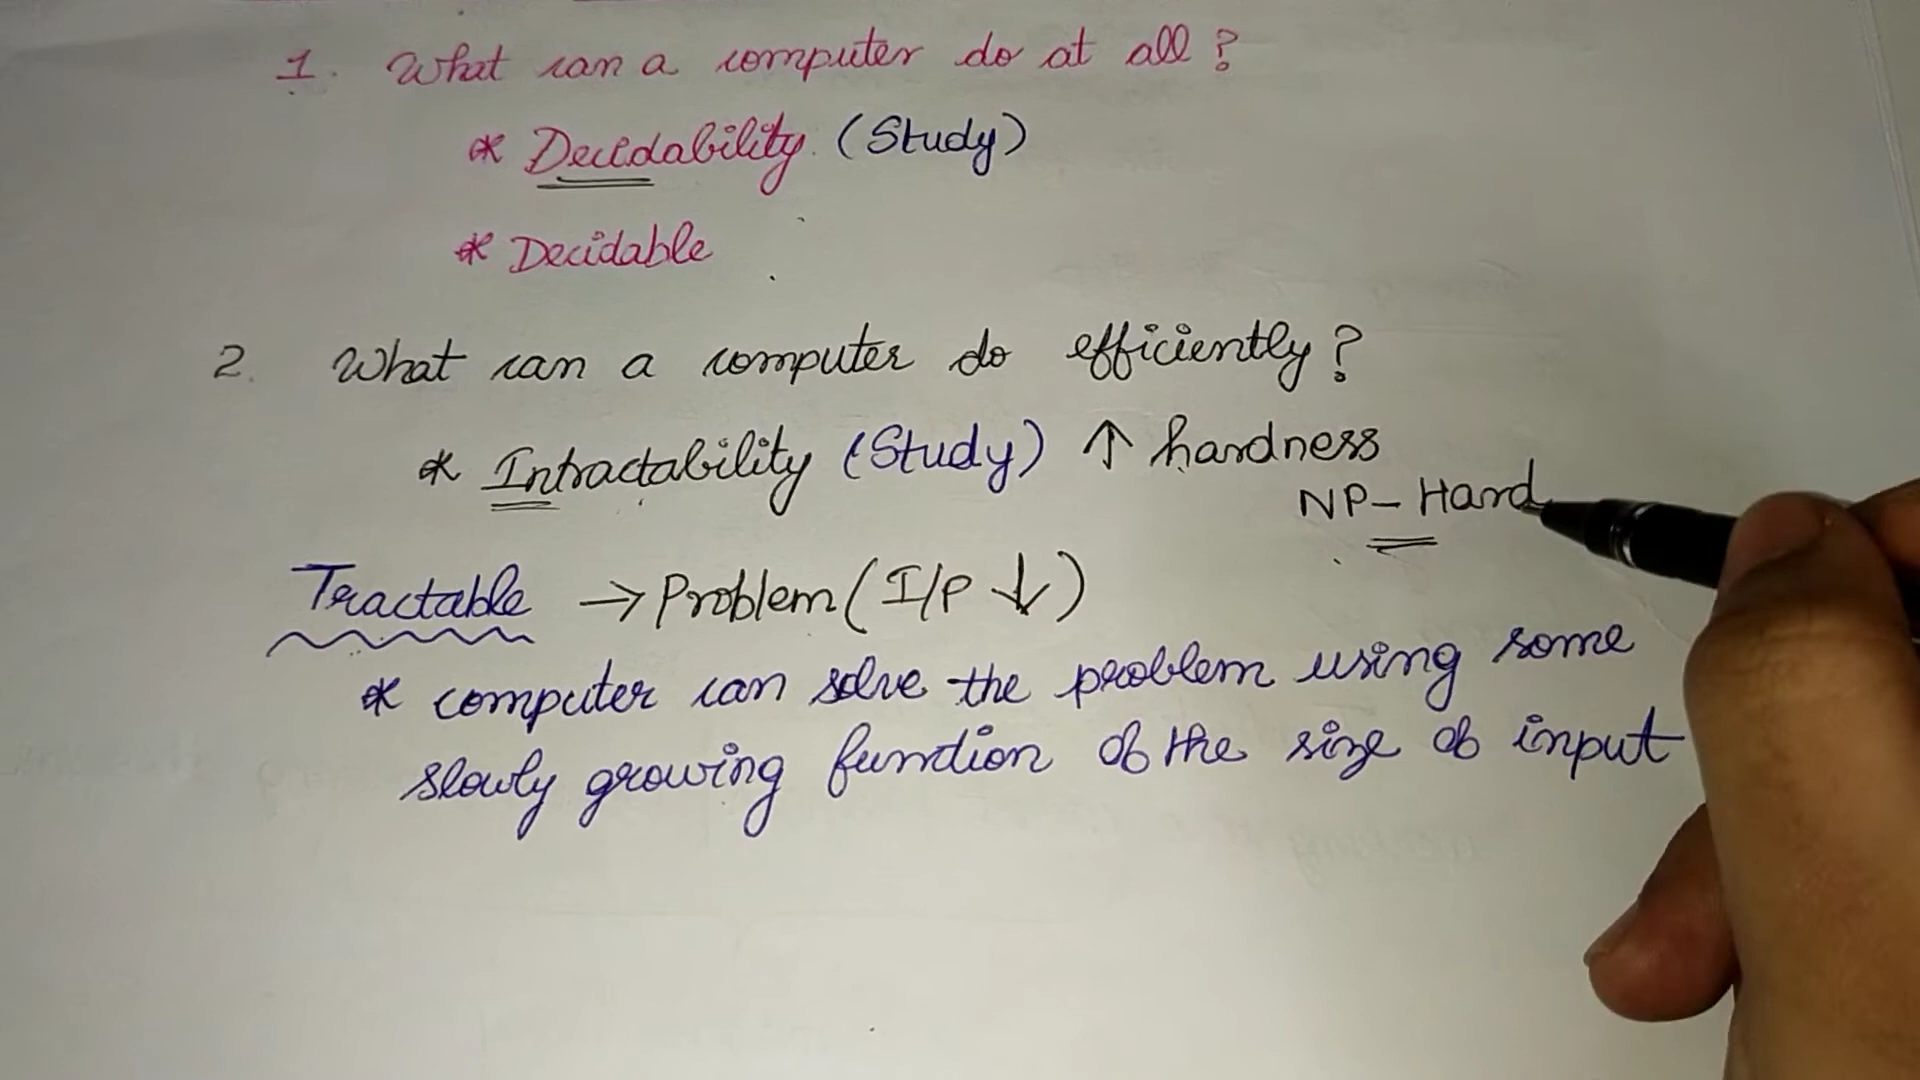 1. What can a computer do at all?
* Decidability (Study)
* Decidable
2. What can a computer do efficiently?
* Intractability (Study) ↑ hardness
NP - Hard
Tractable → Problem (I/P ↓)
* computer can solve the problem using some
slowly growing function of the size of input